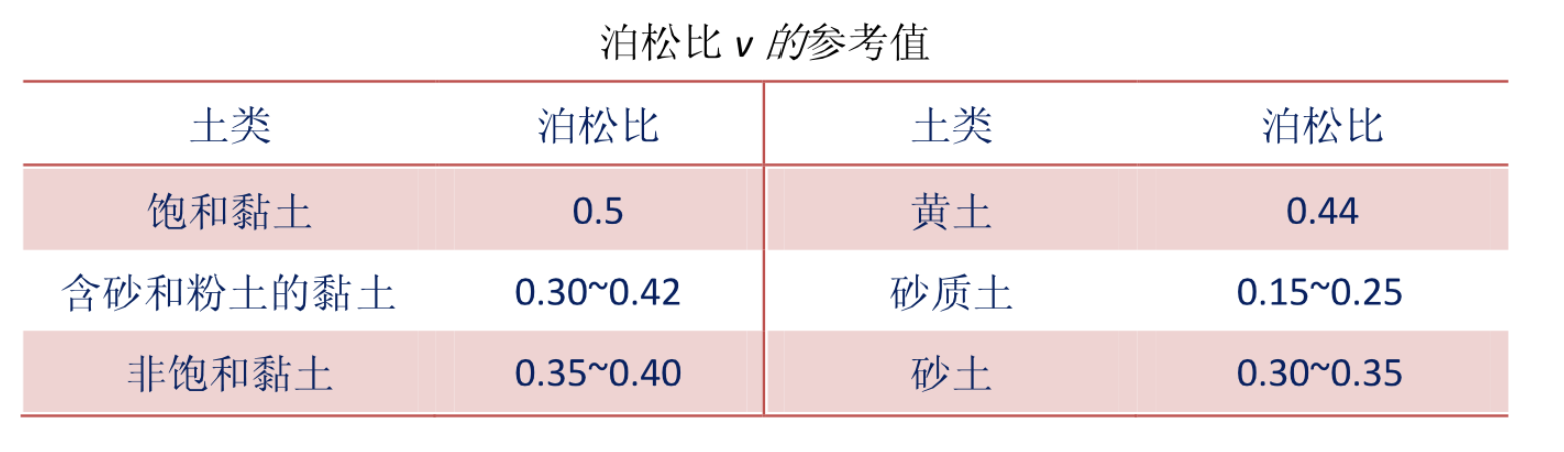 泊松比 v 的参考值
土类 泊松比 土类 泊松比
饱和黏土 0.5 黄土 0.44
含砂和粉土的黏土 0.30~0.42 砂质土 0.15~0.25
非饱和黏土 0.35~0.40 砂土 0.30~0.35